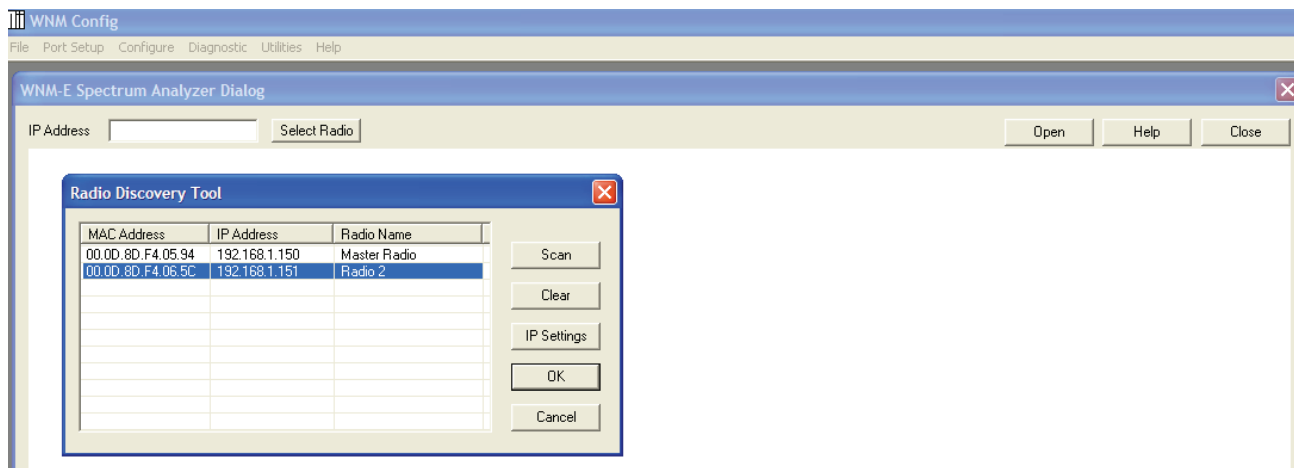 WNM Config
File Port Setup Configure Diagnostic Utilities Help
WNM-E Spectrum Analyzer Dialog
IP Address Select Radio Open Help Close
Radio Discovery Tool
MAC Address IP Address Radio Name
00.0D.8D.F4.05.94 192.168.1.150 Master Radio
00.0D.8D.F4.06.5C 192.168.1.151 Radio 2
Scan
Clear
IP Settings
OK
Cancel